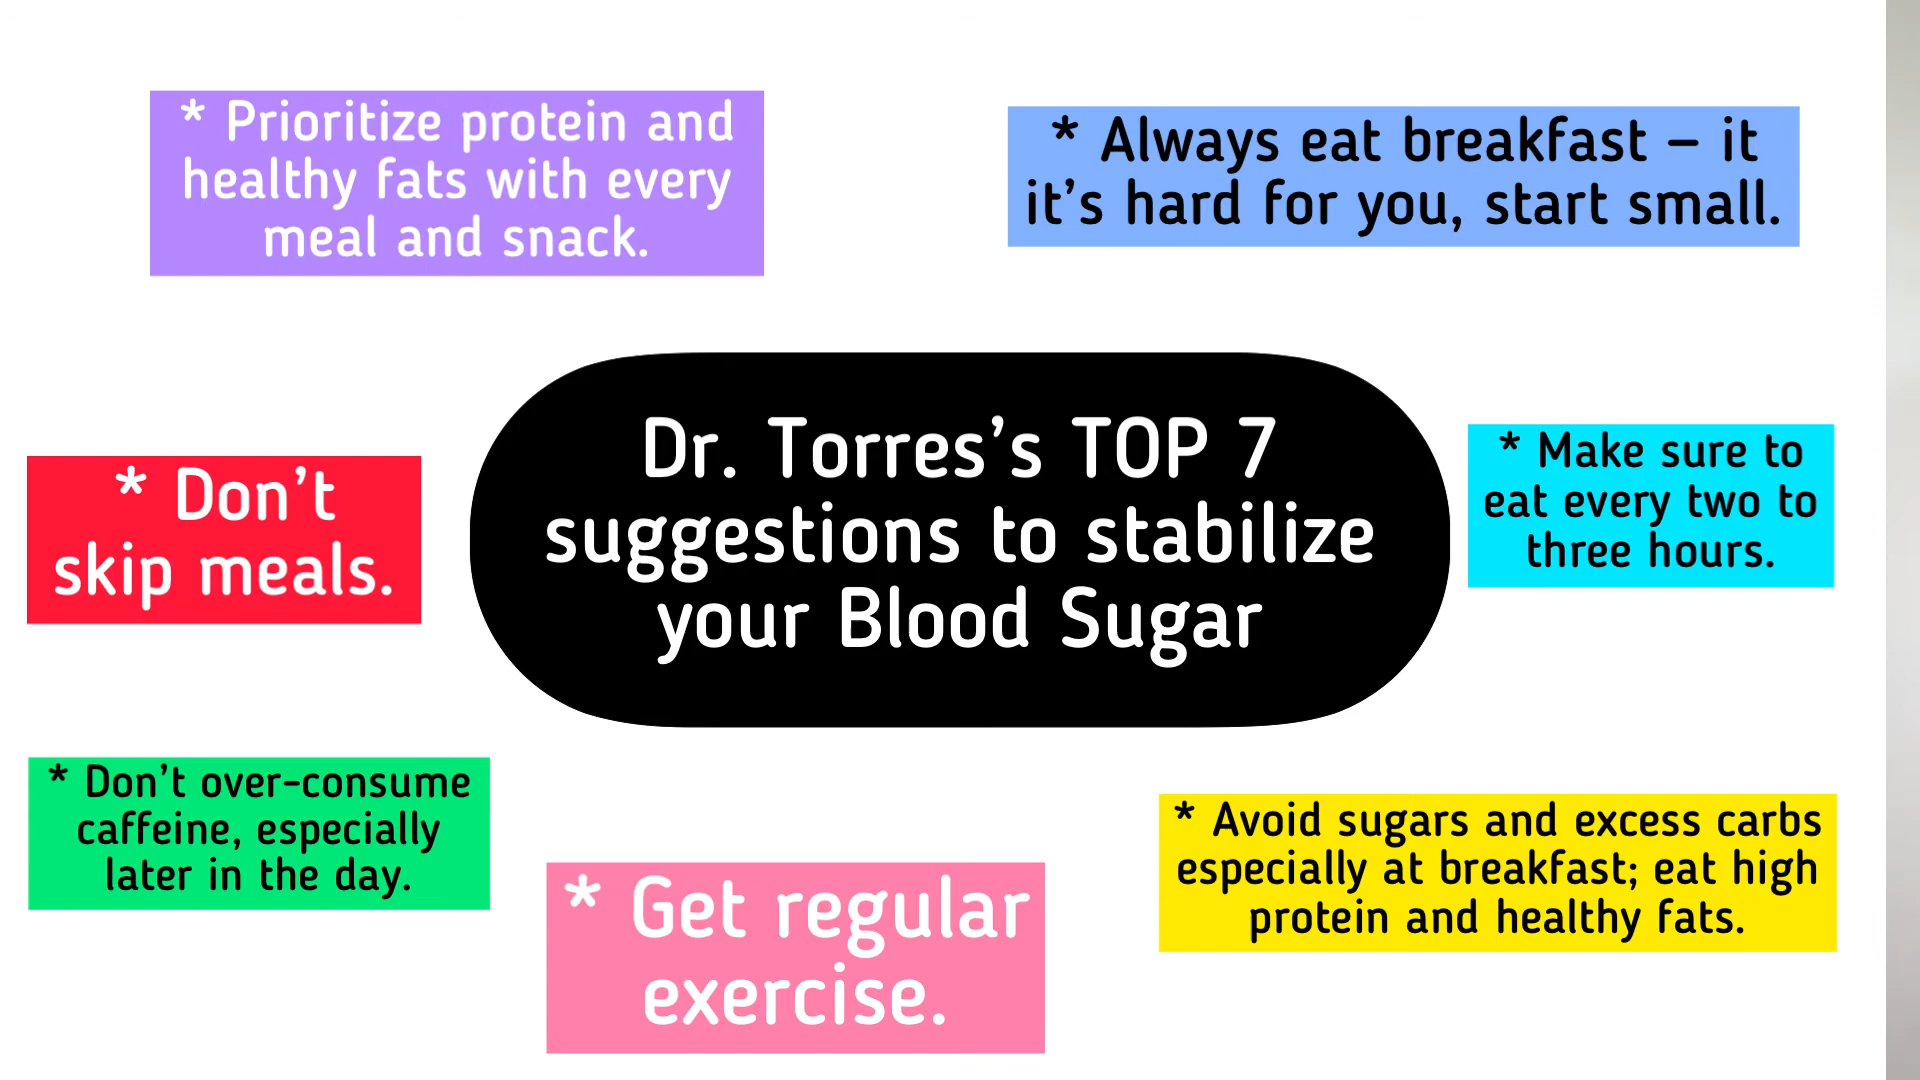 * Prioritize protein and
healthy fats with every
meal and snack.
* Always eat breakfast – it
it’s hard for you, start small.
Dr. Torres’s TOP 7
suggestions to stabilize
your Blood Sugar
* Don’t
skip meals.
* Make sure to
eat every two to
three hours.
* Don’t over-consume
caffeine, especially
later in the day.
* Get regular
exercise.
* Avoid sugars and excess carbs
especially at breakfast; eat high
protein and healthy fats.